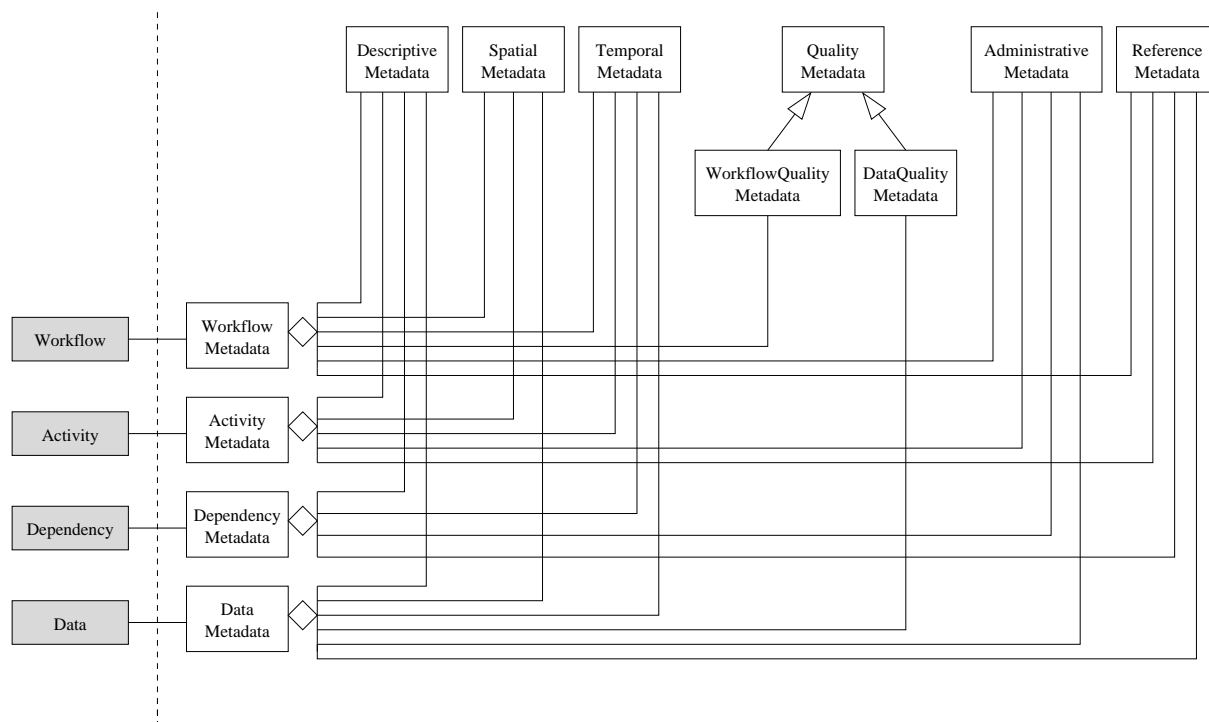 Descriptive
Metadata
Spatial
Metadata
Temporal
Metadata
Quality
Metadata
Administrative
Metadata
Reference
Metadata
WorkflowQuality
Metadata
DataQuality
Metadata
Workflow
Workflow
Metadata
Activity
Activity
Metadata
Dependency
Dependency
Metadata
Data
Data
Metadata